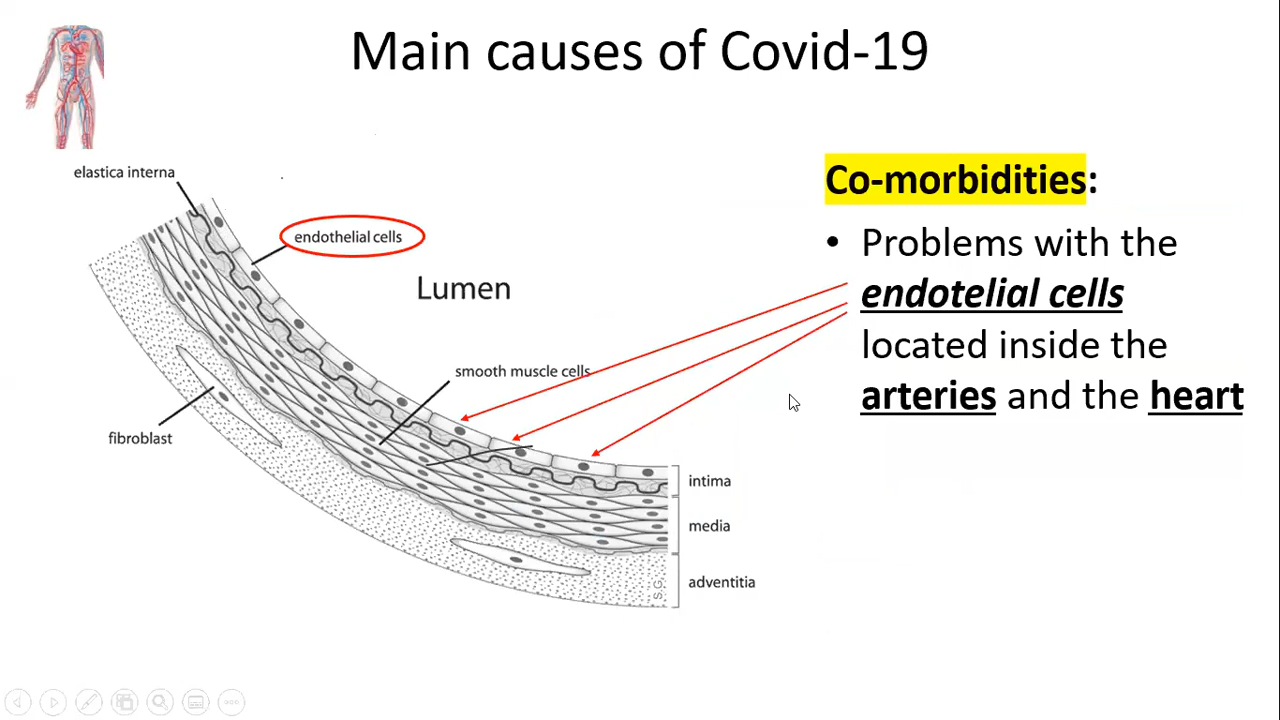 Main causes of Covid-19
elastica interna
endothelial cells
Lumen
smooth muscle cells
fibroblast
intima
media
adventitia
S.G.
Co-morbidities:
• Problems with the
endotelial cells
located inside the
arteries and the heart